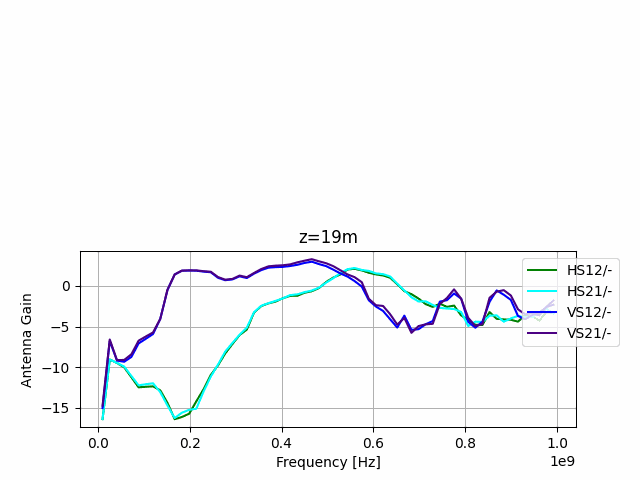 z=19m
Antenna Gain
0
−5
−10
−15
HS12/-
HS21/-
VS12/-
VS21/-
0.0 0.2 0.4 0.6 0.8 1.0
1e9
Frequency [Hz]